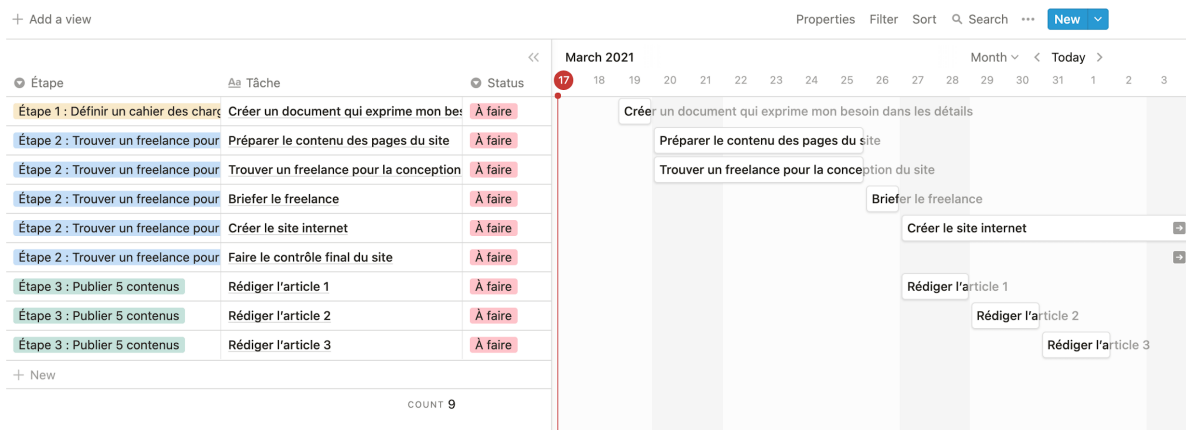 + Add a view Properties Filter Sort Search ••• New
March 2021 Month < Today >
Étape Aa Tâche Status 17 18 19 20 21 22 23 24 25 26 27 28 29 30 31 1 2 3
Étape 1 : Définir un cahier des charg Créer un document qui exprime mon bes À faire Créer un document qui exprime mon besoin dans les détails
Étape 2 : Trouver un freelance pour Préparer le contenu des pages du site À faire Préparer le contenu des pages du site
Étape 2 : Trouver un freelance pour Trouver un freelance pour la conception À faire Trouver un freelance pour la conception du site
Étape 2 : Trouver un freelance pour Briefer le freelance À faire Briefer le freelance
Étape 2 : Trouver un freelance pour Créer le site internet À faire Créer le site internet
Étape 2 : Trouver un freelance pour Faire le contrôle final du site À faire
Étape 3 : Publier 5 contenus Rédiger l'article 1 À faire Rédiger l'article 1
Étape 3 : Publier 5 contenus Rédiger l'article 2 À faire Rédiger l'article 2
Étape 3 : Publier 5 contenus Rédiger l'article 3 À faire Rédiger l'article 3
+ New
COUNT 9